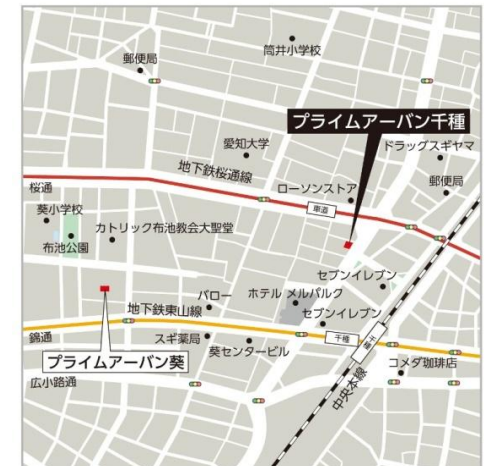 筒井小学校
郵便局
プライムアーバン千種
愛知大学
ドラッグスギヤマ
地下鉄桜通線
郵便局
桜通
ローソンストア
車道
葵小学校
カトリック布池教会大聖堂
布池公園
セブンイレブン
バロー
ホテル メルパルク
地下鉄東山線
セブンイレブン
錦通
スギ薬局
千種
千種
葵センタービル
プライムアーバン葵
コメダ珈琲店
広小路通
中央本線